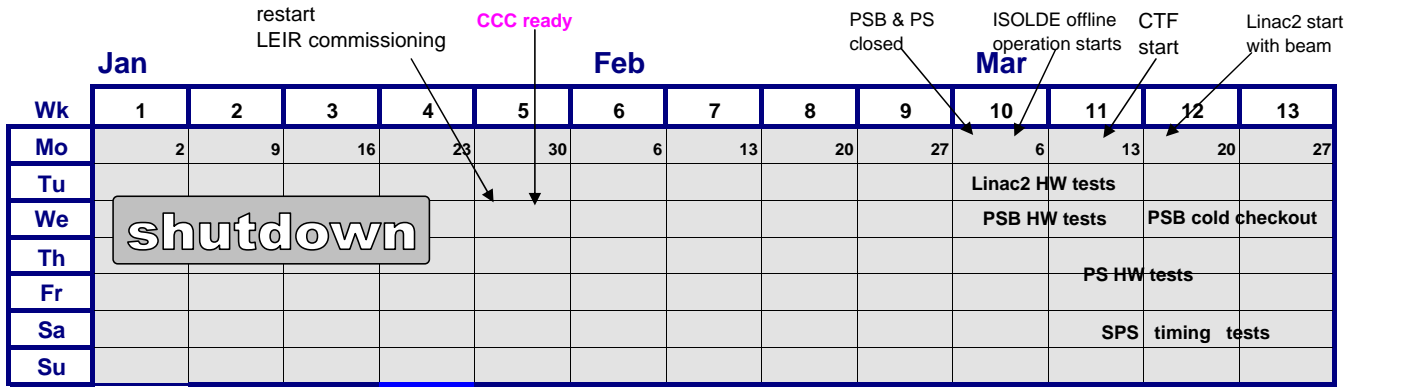 restart
LEIR commissioning
CCC ready
PSB & PS
closed
ISOLDE offline
operation starts
CTF
start
Linac2 start
with beam
Jan Feb Mar
Wk 1 2 3 4 5 6 7 8 9 10 11 12 13
Mo 2 9 16 23 30 6 13 20 27 6 13 20 27
Tu Linac2 HW tests
We PSB HW tests PSB cold checkout
shutdown
Th
PS HW tests
Fr
Sa SPS timing tests
Su